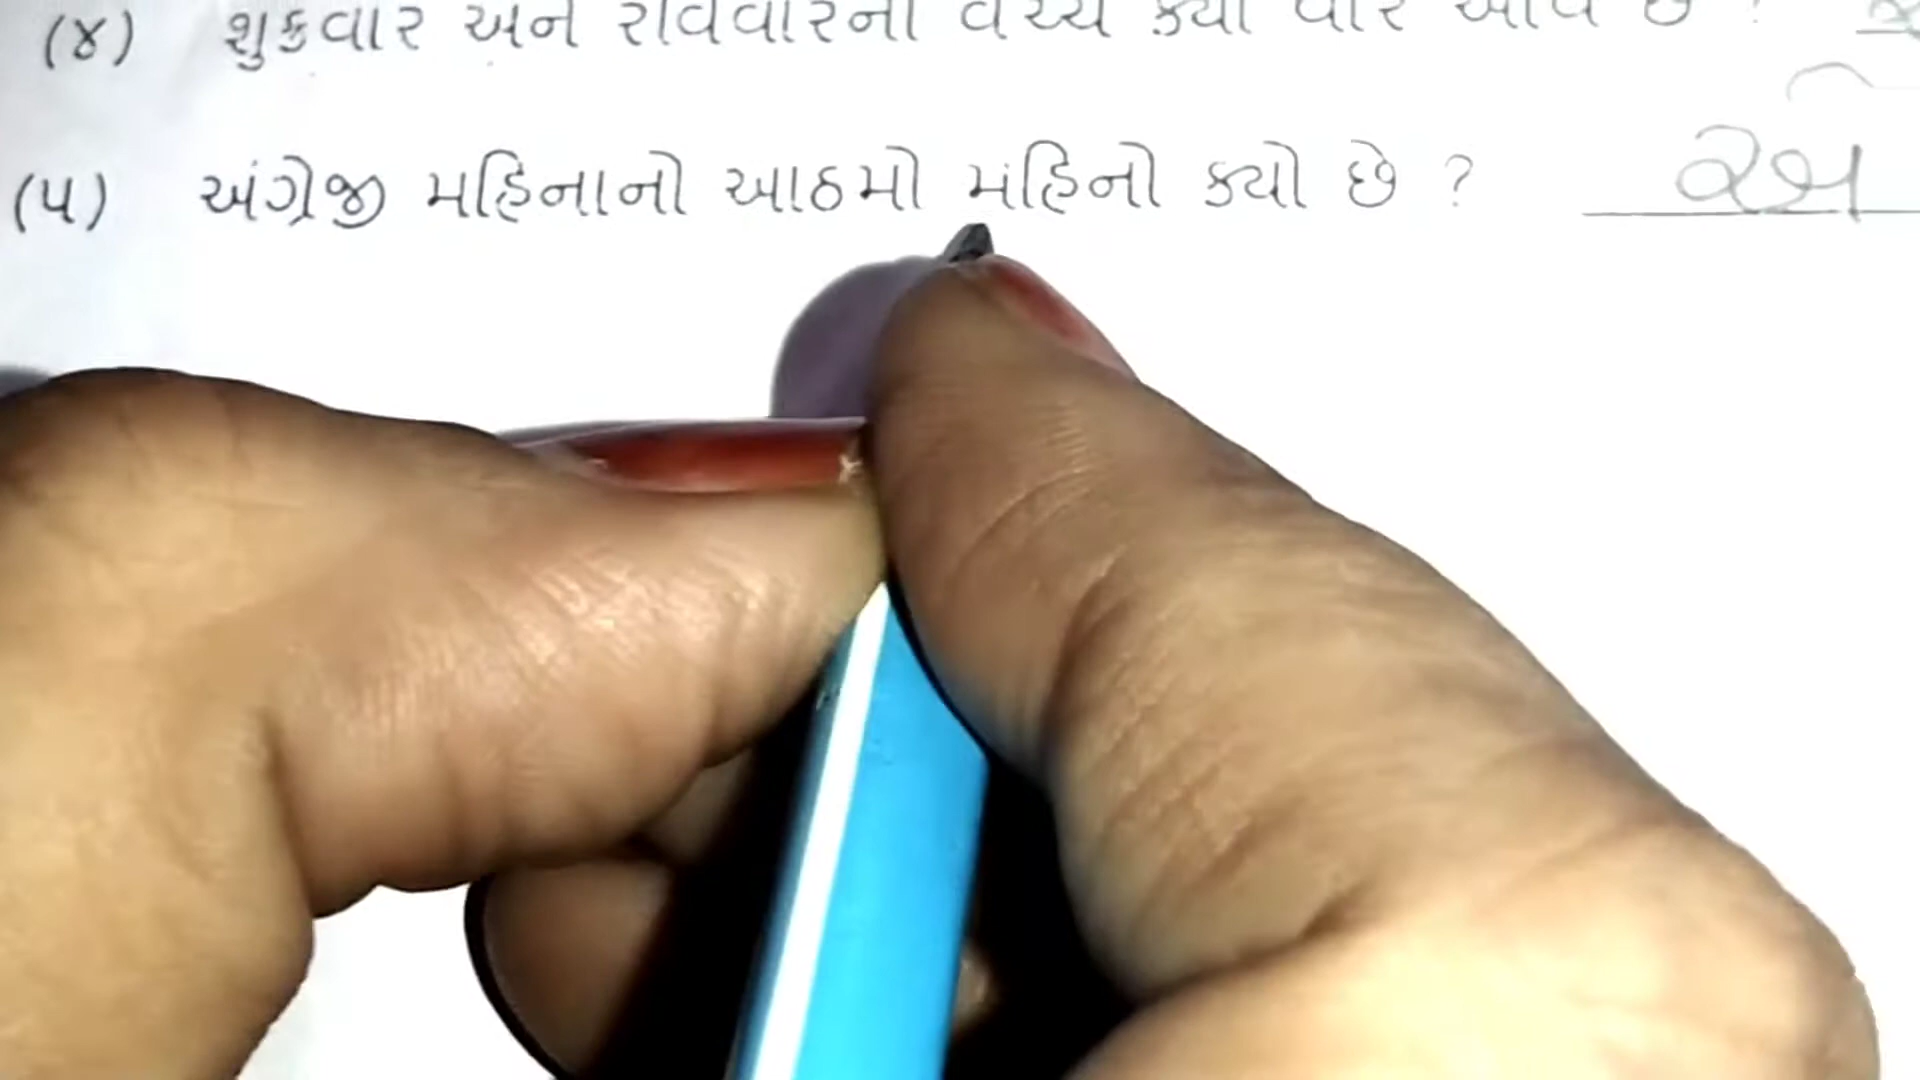 (૪) શુક્રવાર અને રવિવારની વચ્ચે ક્યો વાર આવે છે ?
(૫) અંગ્રેજી મહિનાનો આઠમો મહિનો ક્યો છે ?